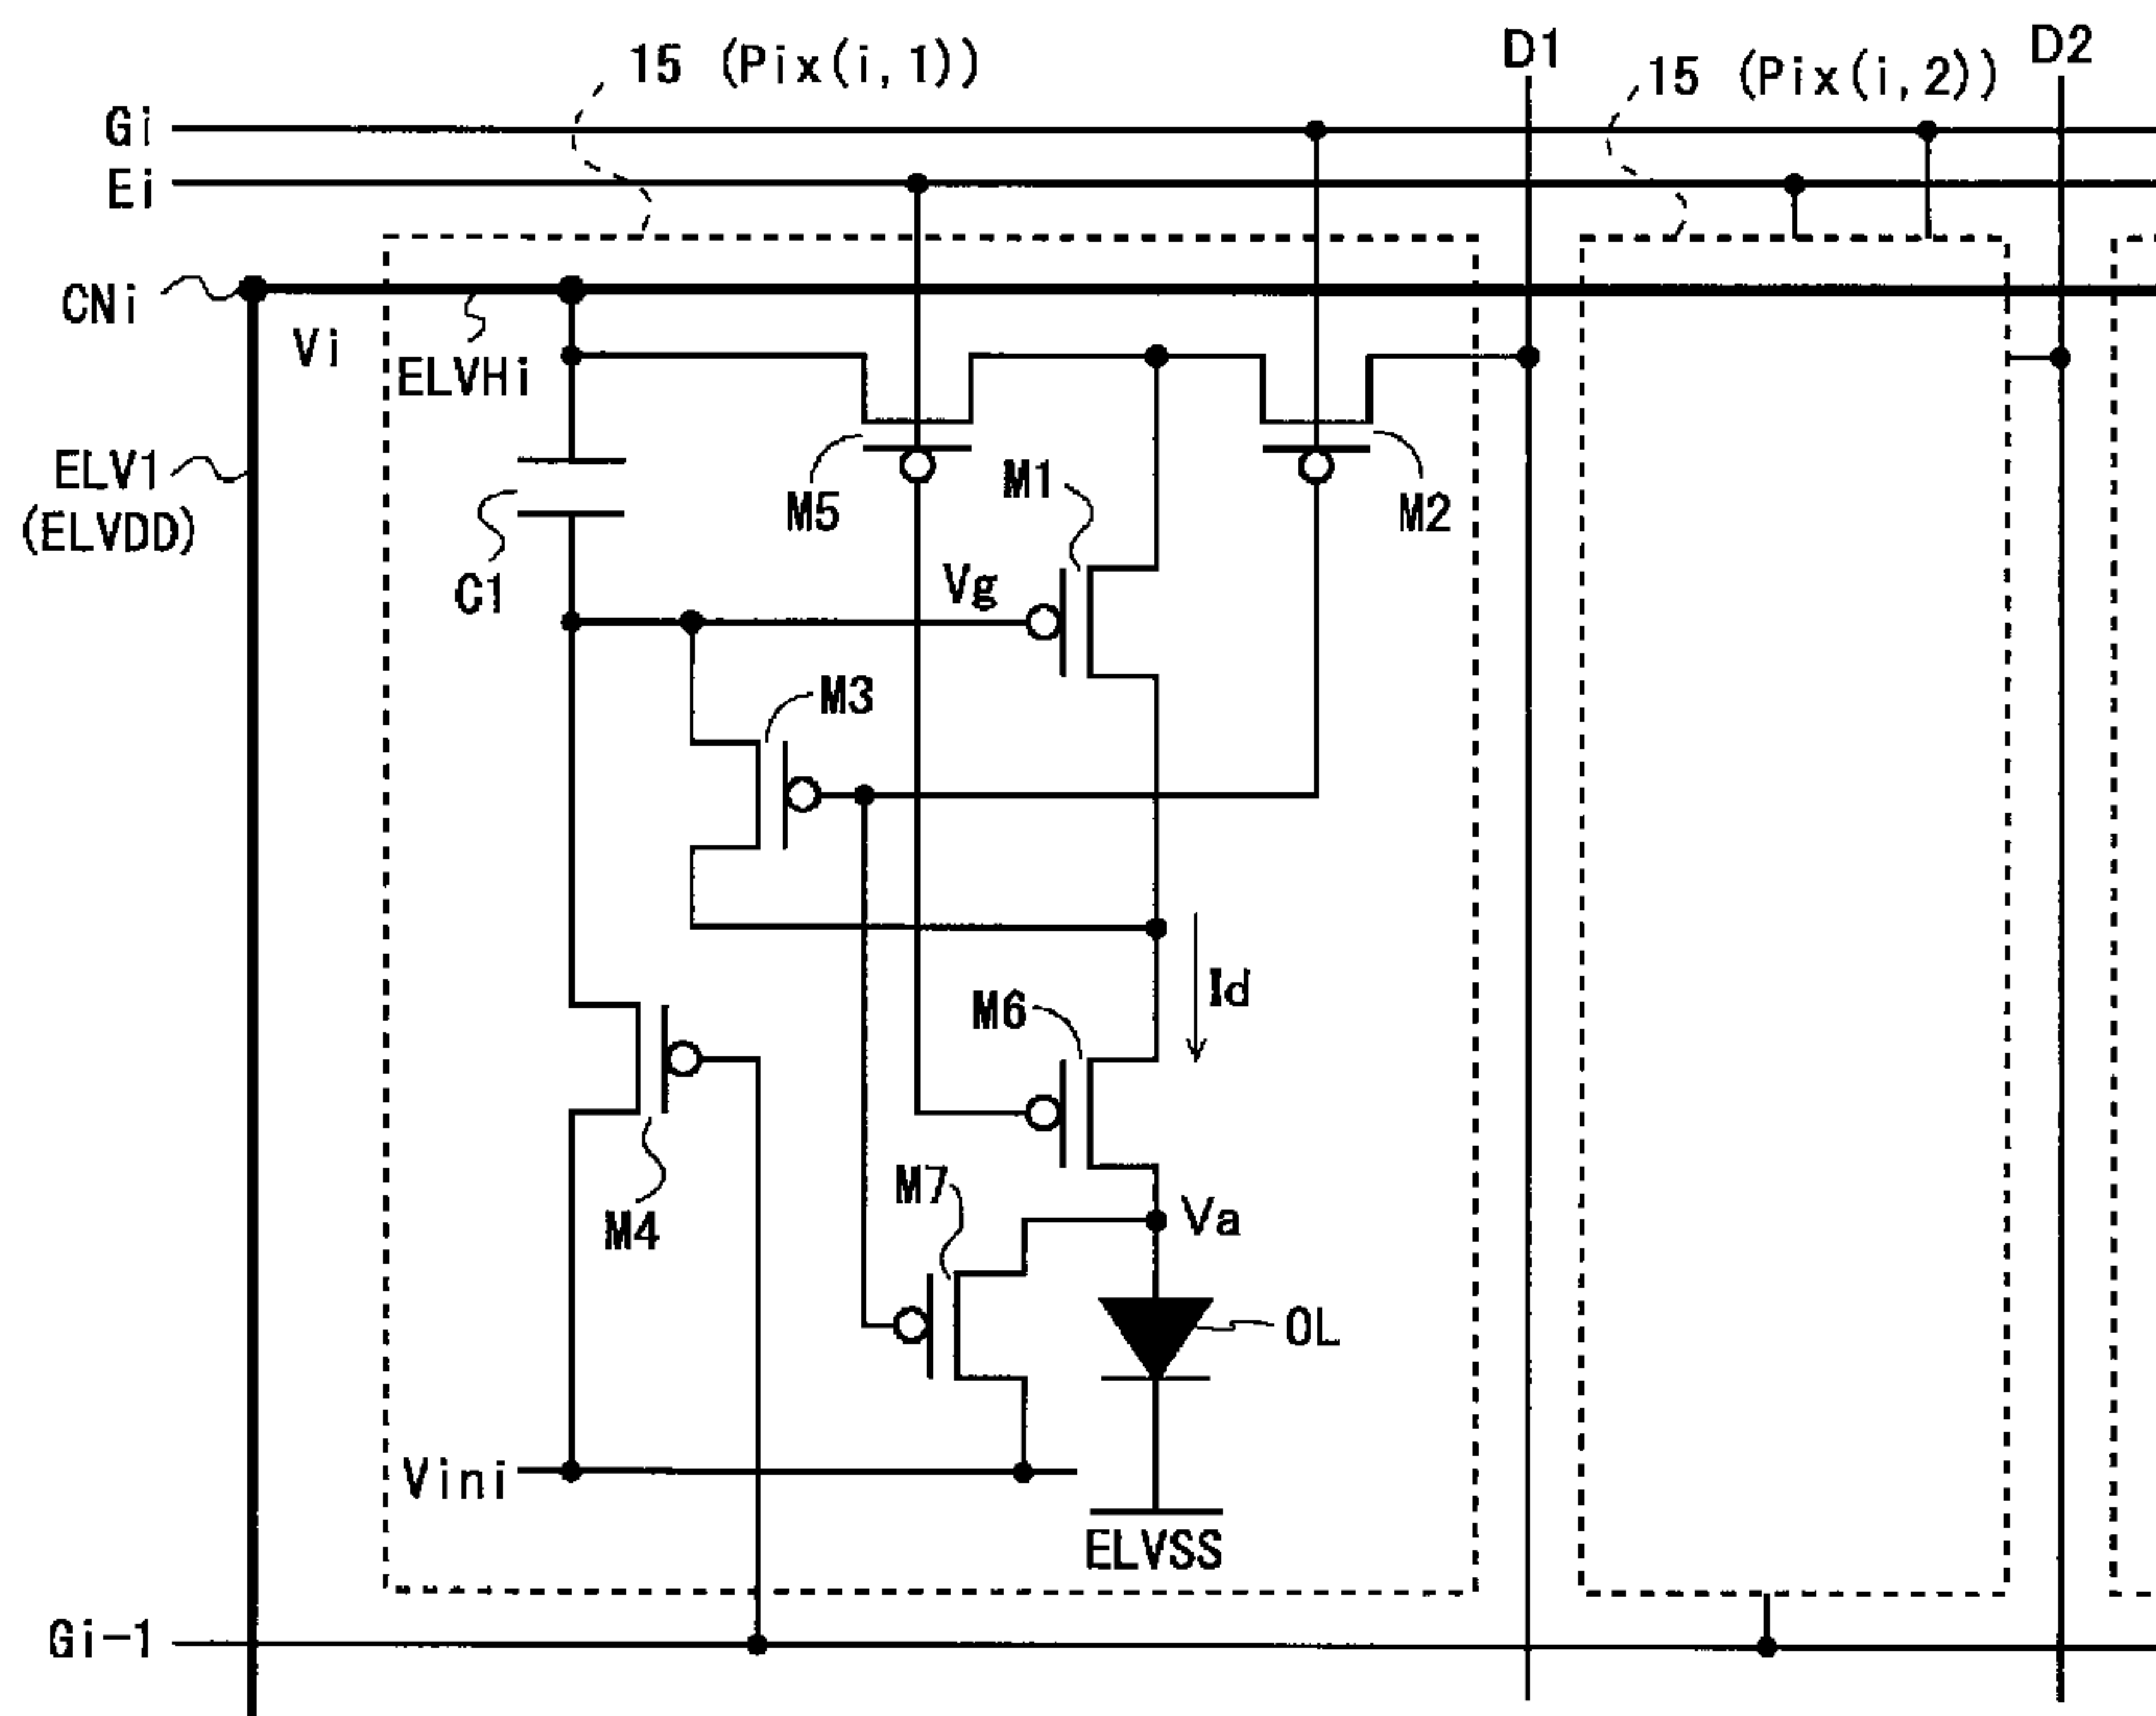 15 (Pix(i,1))
D1
15 (Pix(i,2))
D2
Gi
Ei
CNi
Vi
ELVHi
ELV1
(ELVDD)
M5
M1
M2
C1
Vg
M3
Id
M6
M7
Va
M4
OL
Vini
ELVSS
Gi-1